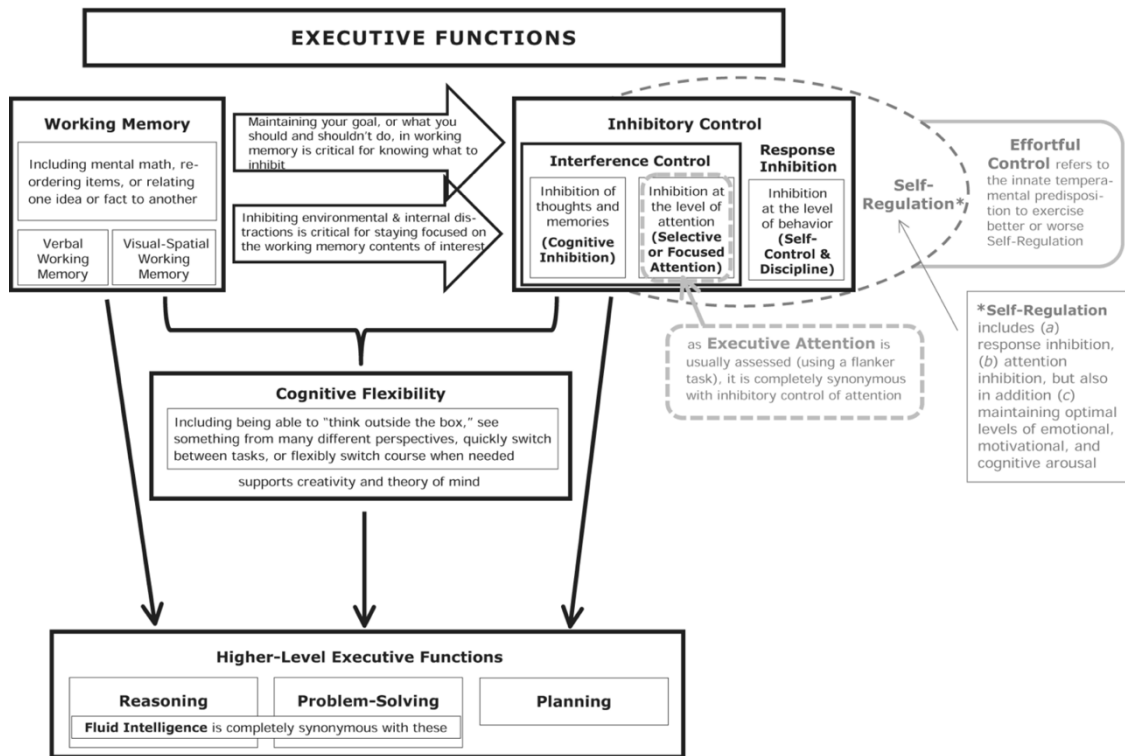 EXECUTIVE FUNCTIONS
Working Memory
Including mental math, re-
ordering items, or relating
one idea or fact to another
Verbal
Working
Memory
Visual-Spatial
Working
Memory
Maintaining your goal, or what you
should and shouldn't do, in working
memory is critical for knowing what to
inhibit
Inhibiting environmental & internal dis-
tractions is critical for staying focused
on the working memory contents of interest
Inhibitory Control
Interference Control
Inhibition of
thoughts and
memories
(Cognitive
Inhibition)
Inhibition at
the level of
attention
(Selective
or Focused
Attention)
Response
Inhibition
Inhibition
at the level
of behavior
(Self-
Control &
Discipline)
Self-
Regulation*
Effortful
Control refers to
the innate tempera-
mental predisposi-
tion to exercise
better or worse
Self-Regulation
*Self-Regulation
includes (a)
response inhibition,
(b) attention
inhibition, but also
in addition (c)
maintaining optimal
levels of emotional,
motivational, and
cognitive arousal
as Executive Attention is
usually assessed (using a flanker
task), it is completely synonymous
with inhibitory control of attention
Cognitive Flexibility
Including being able to "think outside the box," see
something from many different perspectives, quickly switch
between tasks, or flexibly switch course when needed
supports creativity and theory of mind
Higher-Level Executive Functions
Reasoning
Problem-Solving
Planning
Fluid Intelligence is completely synonymous with these